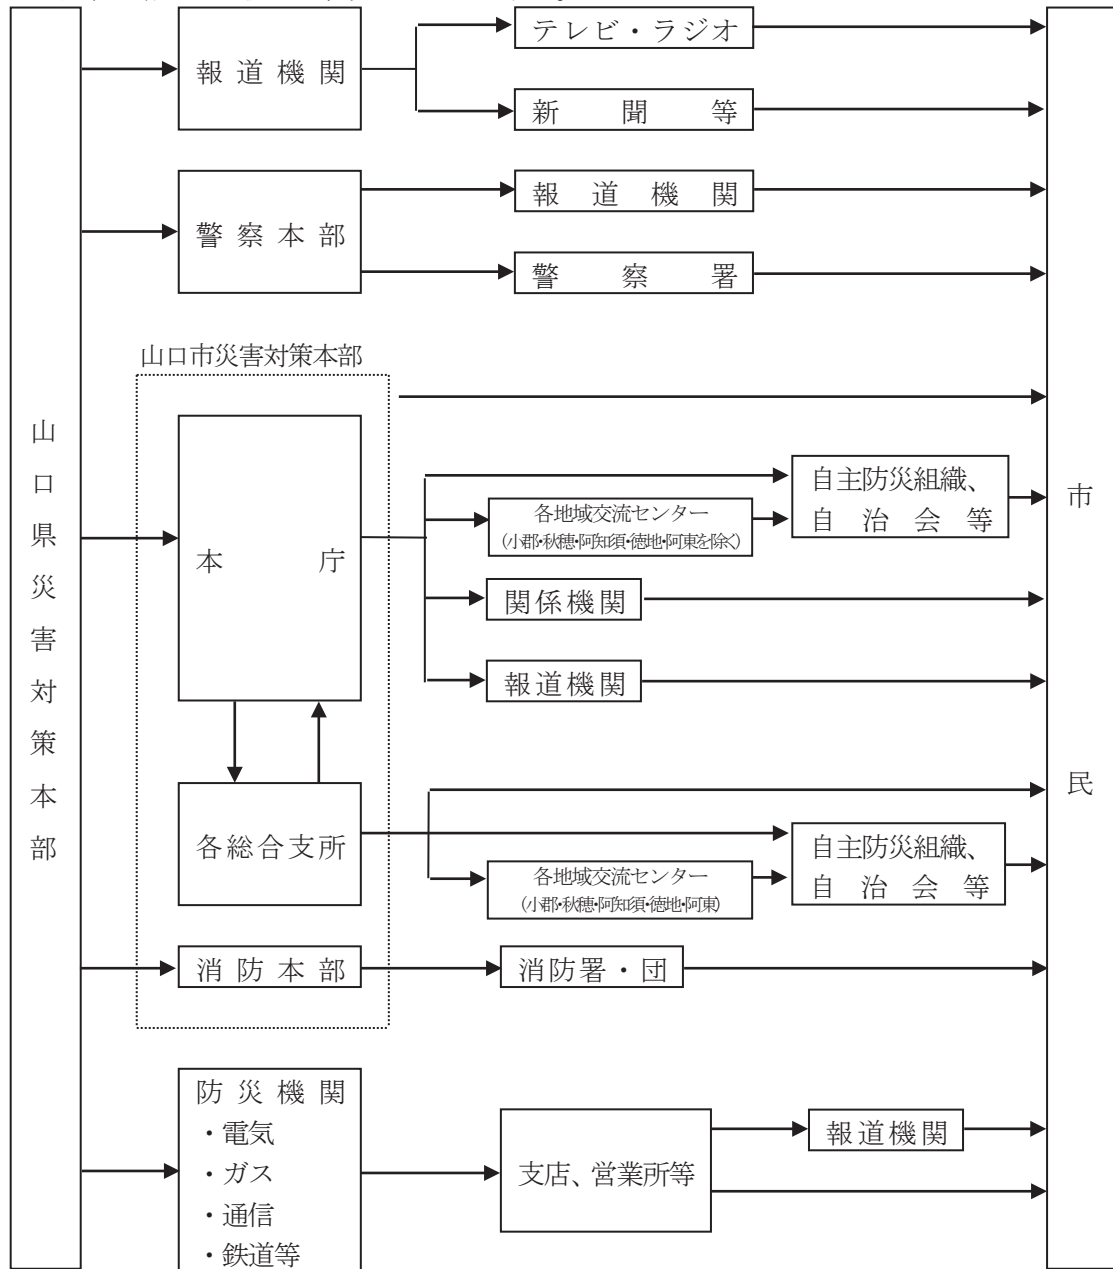 山口県災害対策本部
報道機関
テレビ・ラジオ
新聞等
警察本部
報道機関
警察署
山口市災害対策本部
本庁
自主防災組織、
自治会等
各地域交流センター
(小郡・秋穂・阿知須・徳地・阿東を除く)
関係機関
報道機関
各総合支所
自主防災組織、
自治会等
各地域交流センター
(小郡・秋穂・阿知須・徳地・阿東)
消防本部
消防署・団
防災機関
・電気
・ガス
・通信
・鉄道等
支店、営業所等
報道機関
市民